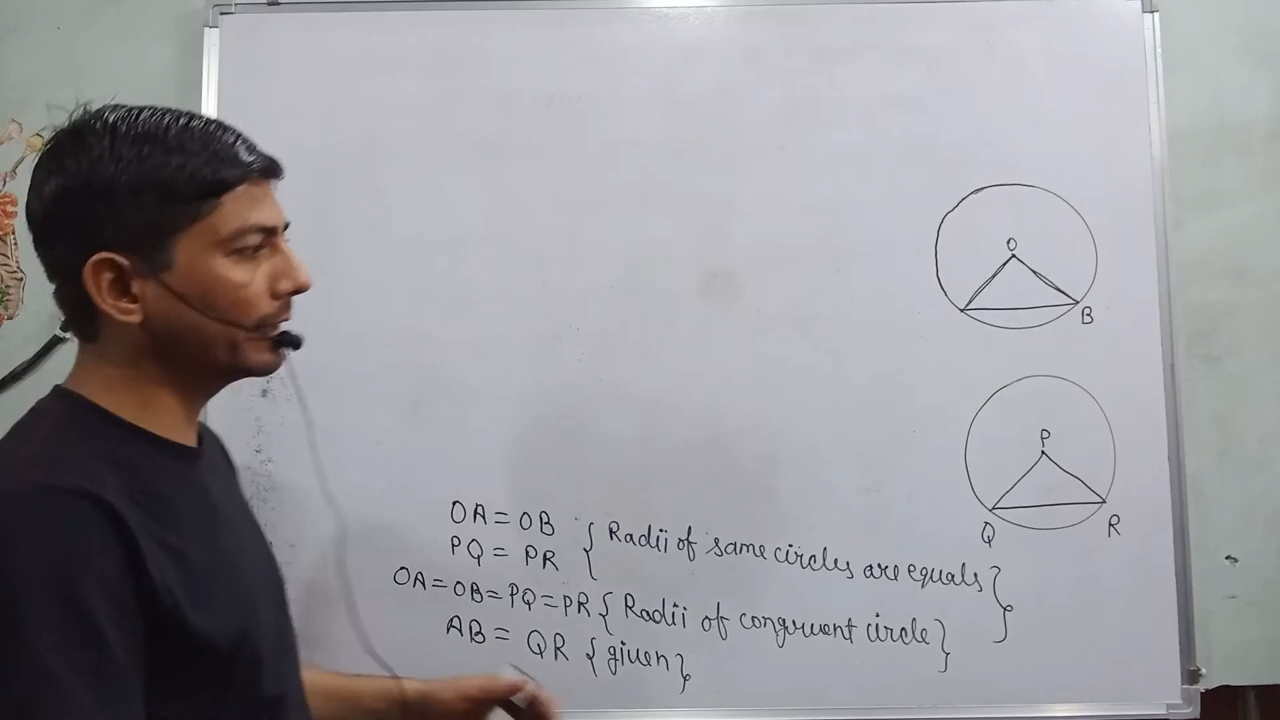 O
B
P
Q
R
OA = OB
PQ = PR
{ Radii of same circles are equals }
OA = OB = PQ = PR { Radii of congruent circle }
AB = QR { given }